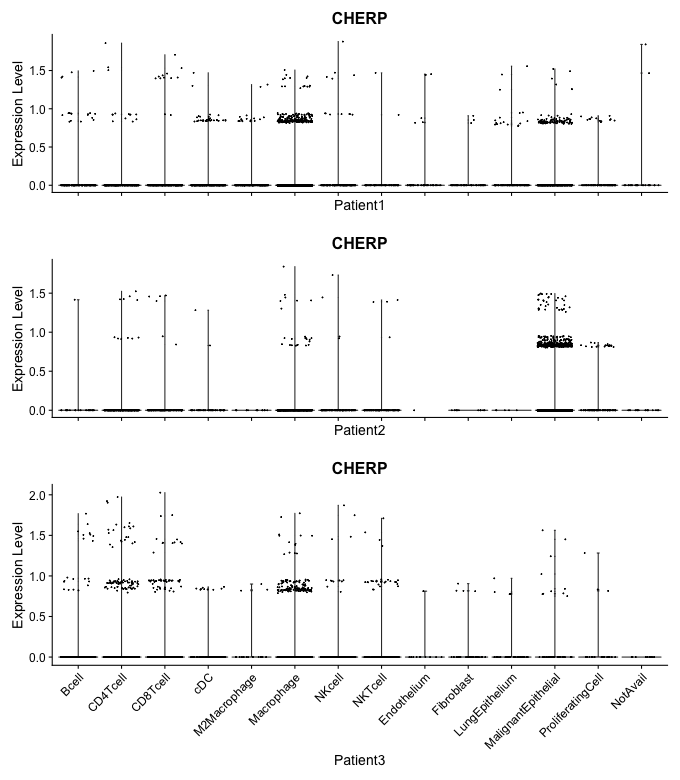 CHERP
Expression Level
1.5
1.0
0.5
0.0
Patient1
CHERP
Expression Level
1.5
1.0
0.5
0.0
Patient2
CHERP
Expression Level
2.0
1.5
1.0
0.5
0.0
Bcell
CD4Tcell
CD8Tcell
cDC
M2Macrophage
Macrophage
NKcell
NKTcell
Endothelium
Fibroblast
LungEpithelium
MalignantEpithelial
ProliferatingCell
NotAvail
Patient3